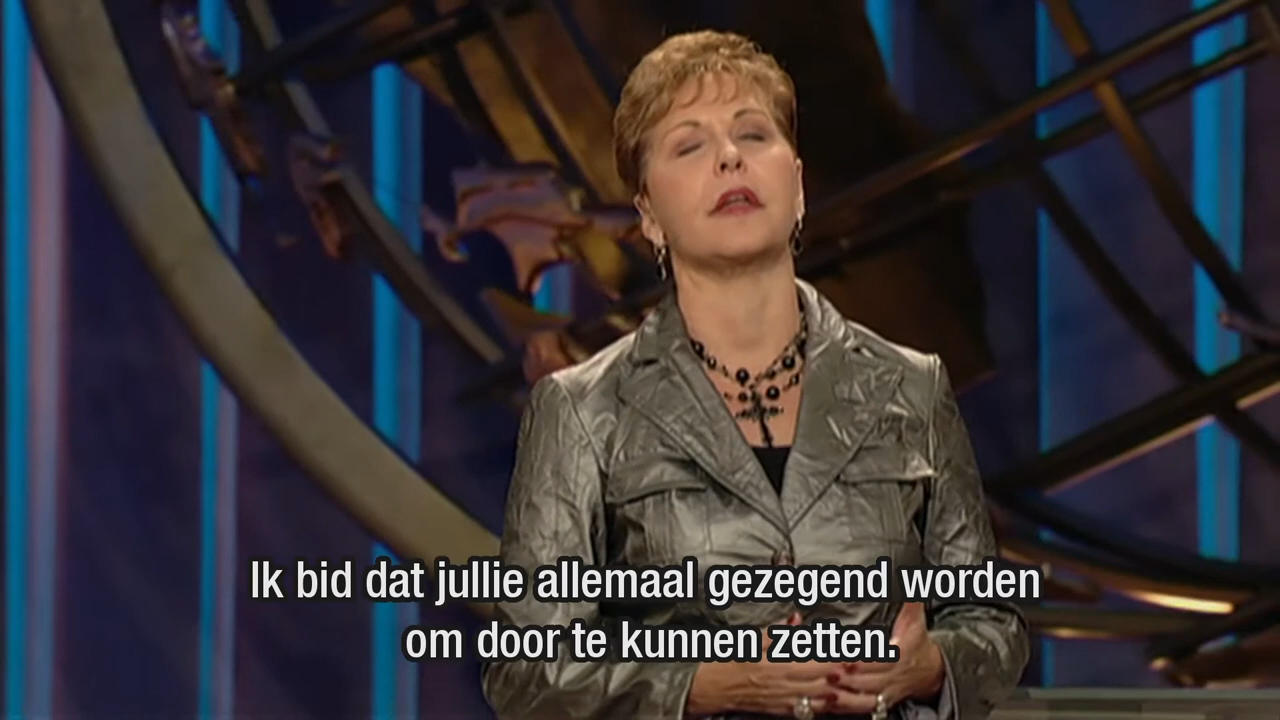 Ik bid dat jullie allemaal gezegend worden
om door te kunnen zetten.